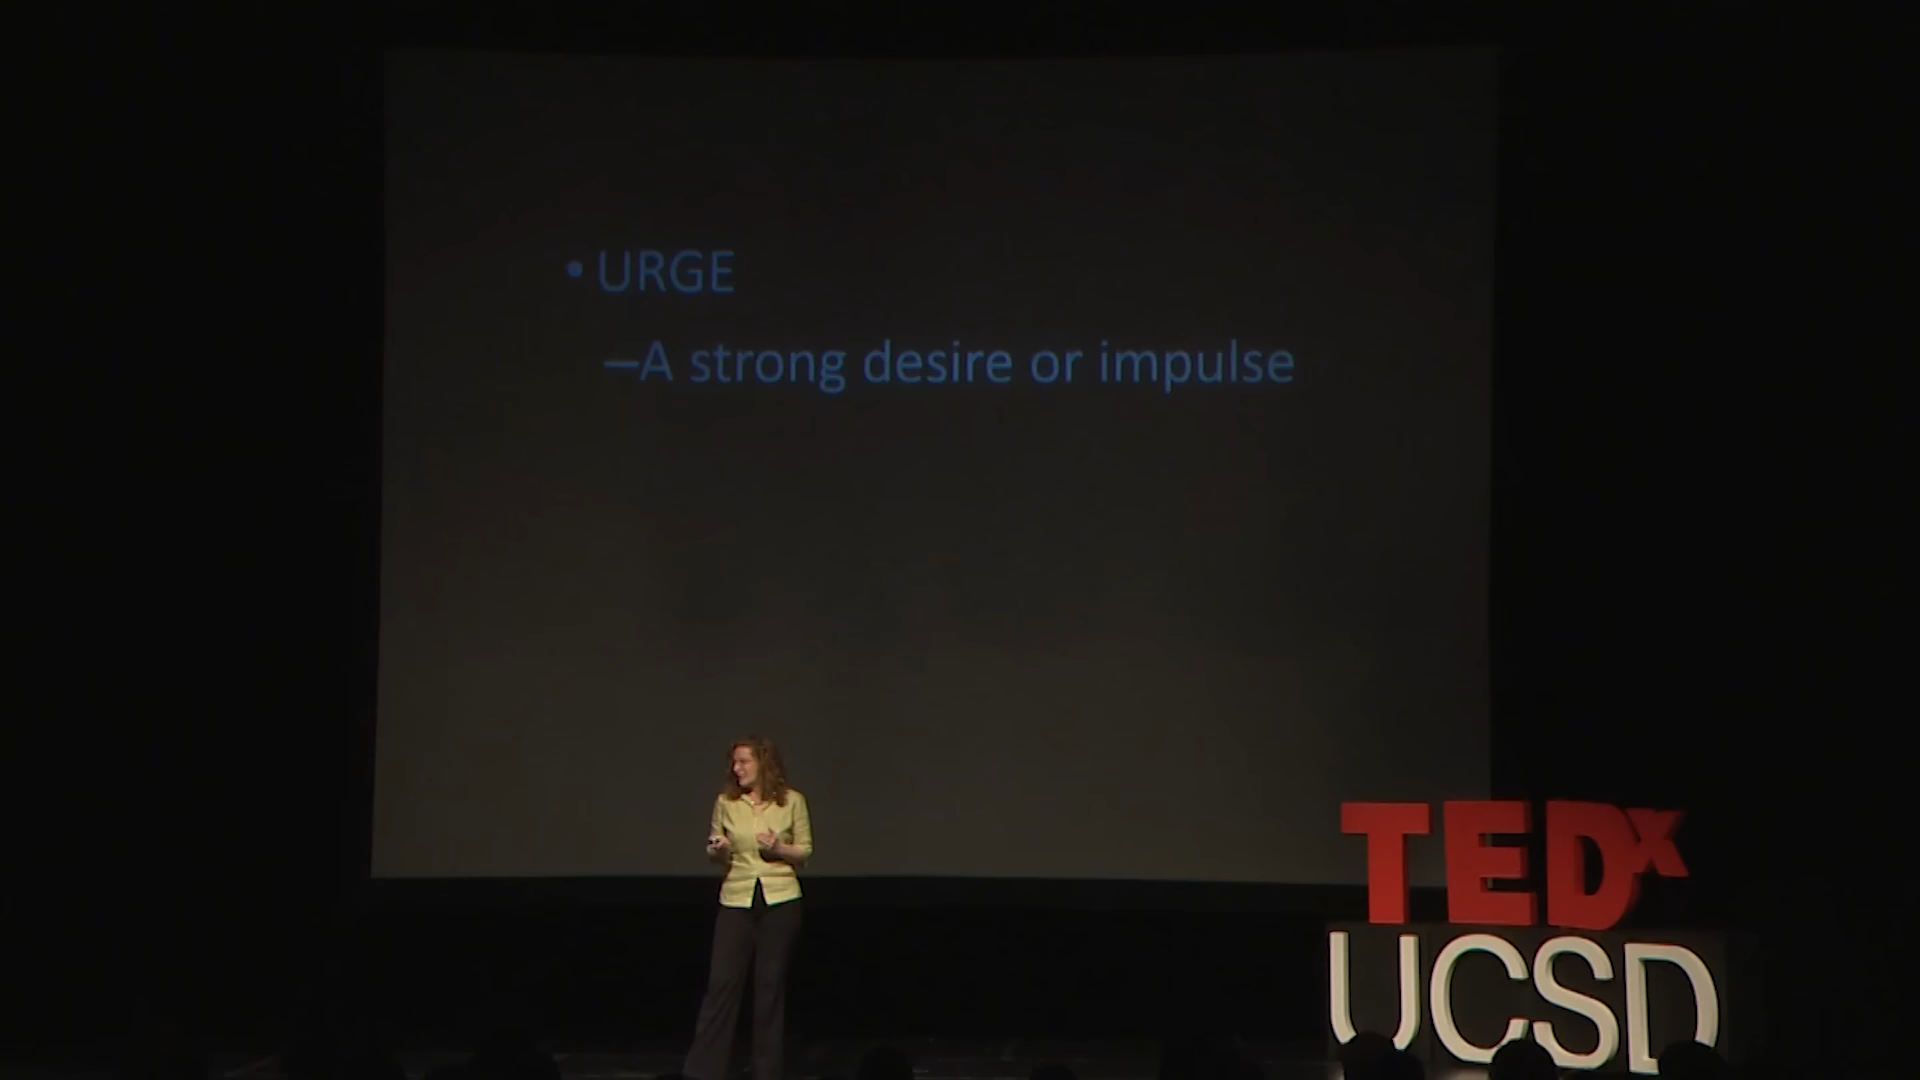 • URGE
–A strong desire or impulse
TEDx
UCSD